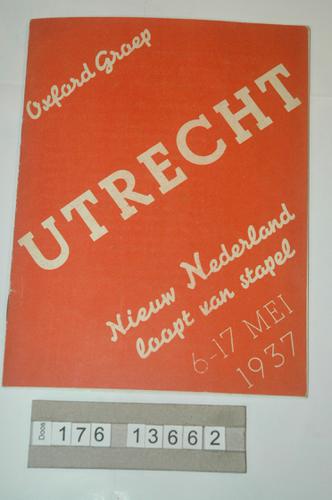 Oxford Groep
UTRECHT
Nieuw Nederland
loopt van stapel
6-17 MEI
1937
Doos 176 13662